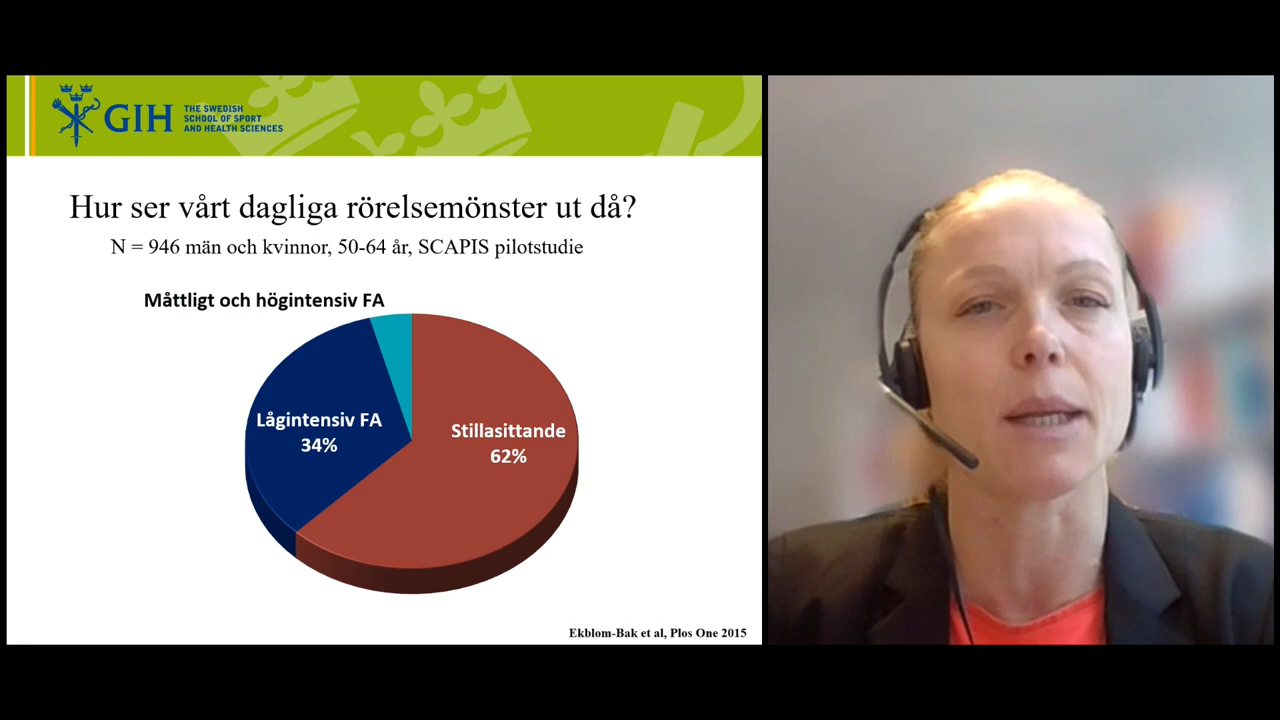 GIH
THE SWEDISH
SCHOOL OF SPORT
AND HEALTH SCIENCES
Hur ser vårt dagliga rörelsemönster ut då?
N = 946 män och kvinnor, 50-64 år, SCAPIS pilotstudie
Måttligt och högintensiv FA
Lågintensiv FA
34%
Stillasittande
62%
Ekblom-Bak et al, Plos One 2015